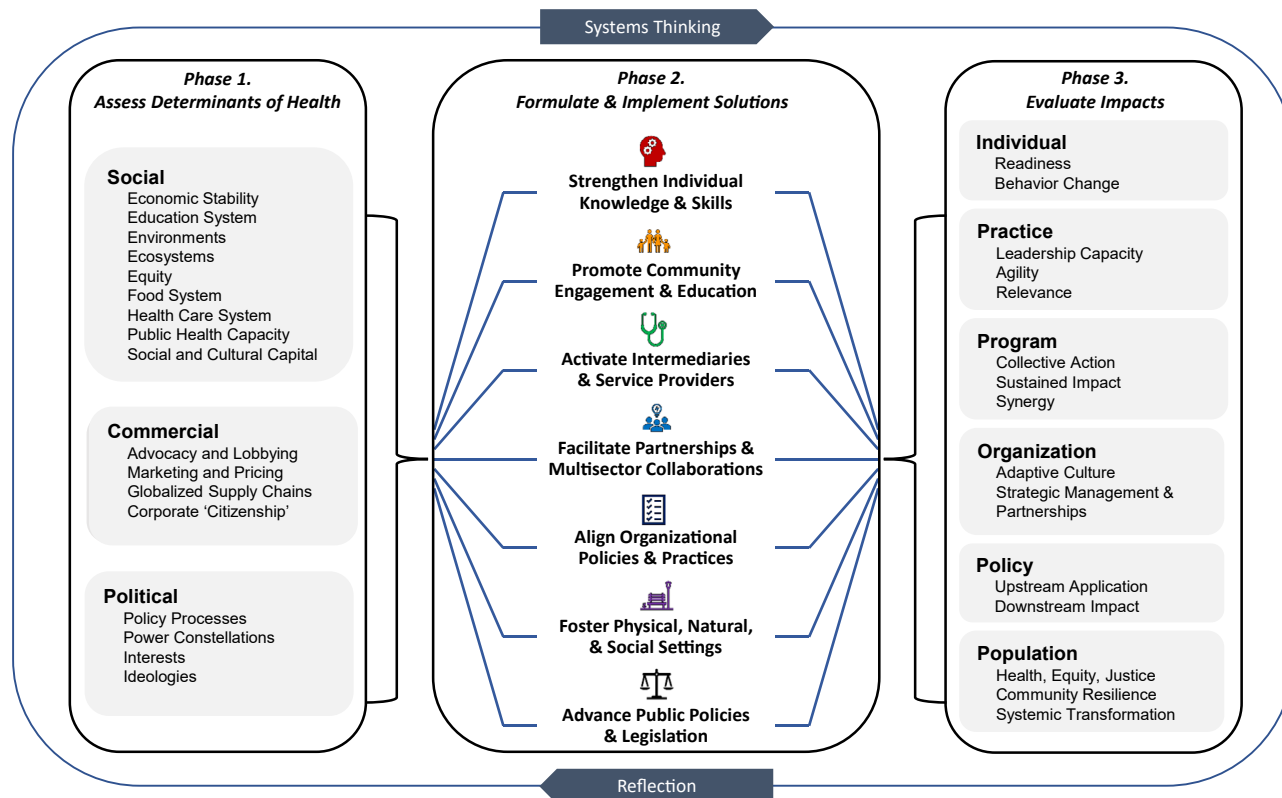 Systems Thinking
Phase 1.
Assess Determinants of Health
Social
Economic Stability
Education System
Environments
Ecosystems
Equity
Food System
Health Care System
Public Health Capacity
Social and Cultural Capital
Commercial
Advocacy and Lobbying
Marketing and Pricing
Globalized Supply Chains
Corporate ‘Citizenship’
Political
Policy Processes
Power Constellations
Interests
Ideologies
Phase 2.
Formulate & Implement Solutions
Strengthen Individual
Knowledge & Skills
Promote Community
Engagement & Education
Activate Intermediaries
& Service Providers
Facilitate Partnerships &
Multisector Collaborations
Align Organizational
Policies & Practices
Foster Physical, Natural,
& Social Settings
Advance Public Policies
& Legislation
Phase 3.
Evaluate Impacts
Individual
Readiness
Behavior Change
Practice
Leadership Capacity
Agility
Relevance
Program
Collective Action
Sustained Impact
Synergy
Organization
Adaptive Culture
Strategic Management &
Partnerships
Policy
Upstream Application
Downstream Impact
Population
Health, Equity, Justice
Community Resilience
Systemic Transformation
Reflection